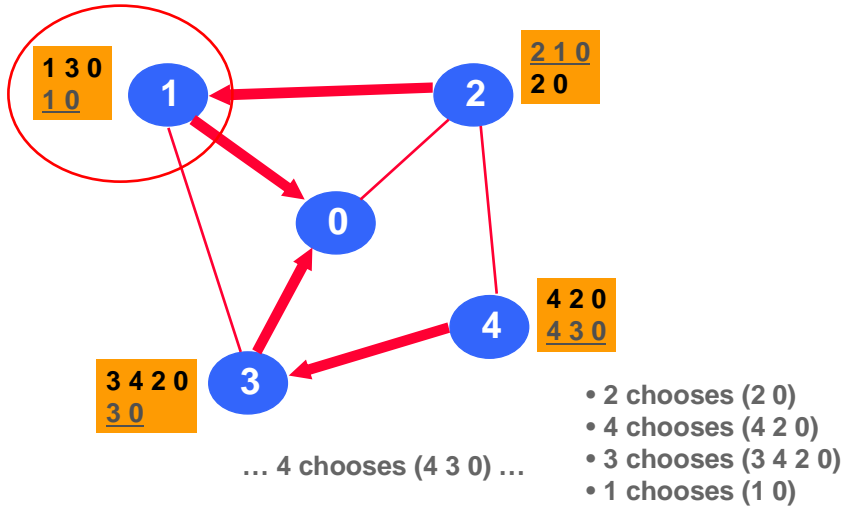 1 3 0
1 0
1
2
2 1 0
2 0
0
4
4 2 0
4 3 0
3 4 2 0
3 0
3
… 4 chooses (4 3 0) …
• 2 chooses (2 0)
• 4 chooses (4 2 0)
• 3 chooses (3 4 2 0)
• 1 chooses (1 0)